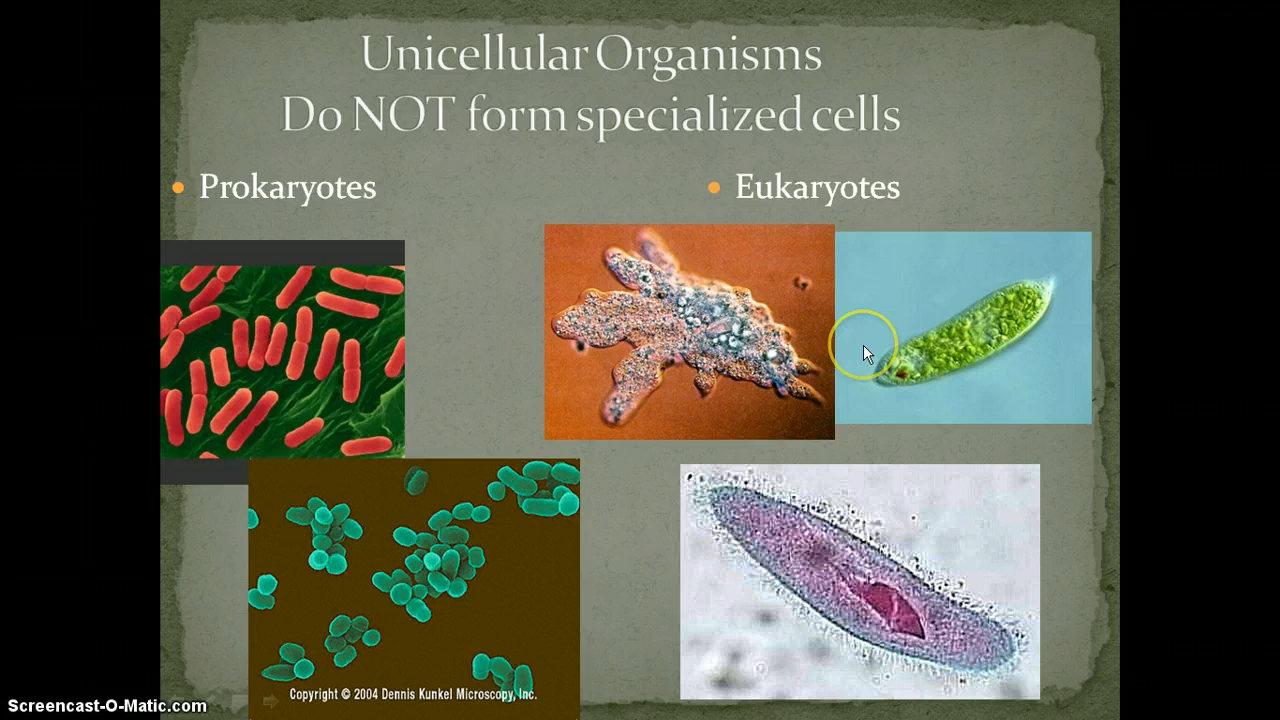 Unicellular Organisms
Do NOT form specialized cells
Prokaryotes
Eukaryotes
Copyright © 2004 Dennis Kunkel Microscopy, Inc.
Screencast-O-Matic.com